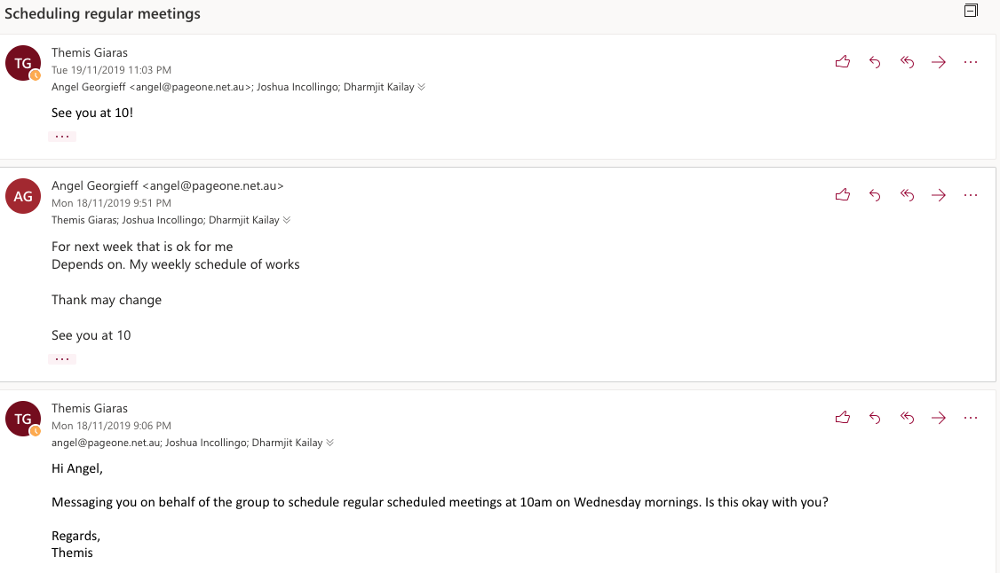 Scheduling regular meetings
TG
Themis Giaras
Tue 19/11/2019 11:03 PM
Angel Georgieff <angel@pageone.net.au>; Joshua Incollingo; Dharmjit Kailay
See you at 10!
...
AG
Angel Georgieff <angel@pageone.net.au>
Mon 18/11/2019 9:51 PM
Themis Giaras; Joshua Incollingo; Dharmjit Kailay
For next week that is ok for me
Depends on. My weekly schedule of works
Thank may change
See you at 10
...
TG
Themis Giaras
Mon 18/11/2019 9:06 PM
angel@pageone.net.au; Joshua Incollingo; Dharmjit Kailay
Hi Angel,
Messaging you on behalf of the group to schedule regular scheduled meetings at 10am on Wednesday mornings. Is this okay with you?
Regards,
Themis